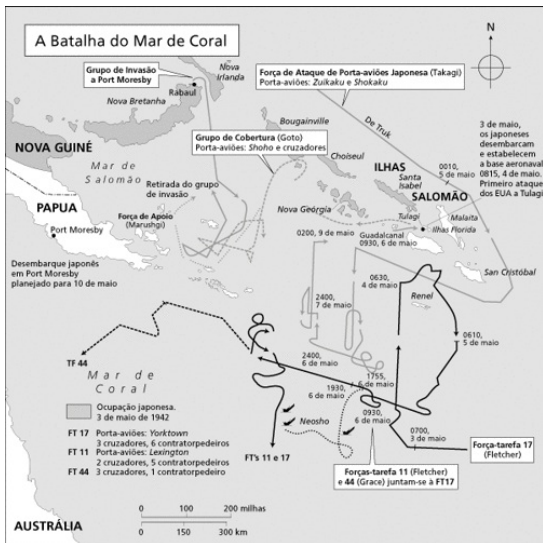 A Batalha do Mar de Coral
N
Grupo de Invasão
a Port Moresby
Nova
Irlanda
Rabaul
Nova Bretanha
Força de Ataque de Porta-aviões Japonesa (Takagi)
Porta-aviões: Zuikaku e Shokaku
De Truk
Bougainville
Grupo de Cobertura (Goto)
Porta-aviões: Shoho e cruzadores
3 de maio,
os japoneses
desembarcam
e estabelecem
a base aeronaval
0815, 4 de maio.
Primeiro ataque
dos EUA a Tulagi
NOVA GUINÉ
Mar de
Salomão
Choiseul
ILHAS
SALOMÃO
Santa
Isabel
0010,
5 de maio
Retirada do grupo
de invasão
PAPUA
Port Moresby
Força de Apoio
(Marushgi)
Nova Geórgia
Tulagi
Malaita
Ilhas Florida
Guadalcanal
0930, 6 de maio
0200, 9 de maio
Desembarque japonês
em Port Moresby
planejado para 10 de maio
San Cristóbal
0630,
4 de maio
Renel
2400,
7 de maio
0610,
5 de maio
TF 44
Mar de
Coral
2400,
6 de maio
1755,
6 de maio
1930,
6 de maio
0930,
6 de maio
Neosho
0700,
3 de maio
Ocupação japonesa.
3 de maio de 1942
FT 17 Porta-aviões: Yorktown
3 cruzadores, 6 contratorpedeiros
FT 11 Porta-aviões: Lexington
2 cruzadores, 5 contratorpedeiros
FT 44 3 cruzadores, 1 contratorpedeiro
FT's 11 e 17
Força-tarefa 17
(Fletcher)
Forças-tarefa 11 (Fletcher)
e 44 (Grace) juntam-se à FT17
AUSTRÁLIA
0 100 200 milhas
0 150 300 km